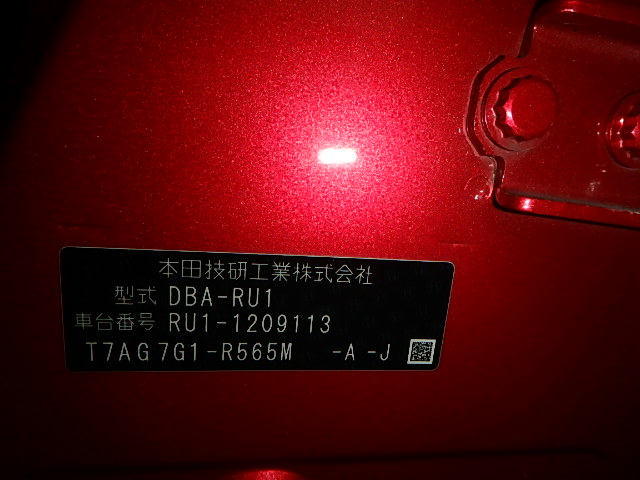 本田技研工業株式会社
型式 DBA-RU1
車台番号 RU1-1209113
T7AG7G1-R565M -A -J